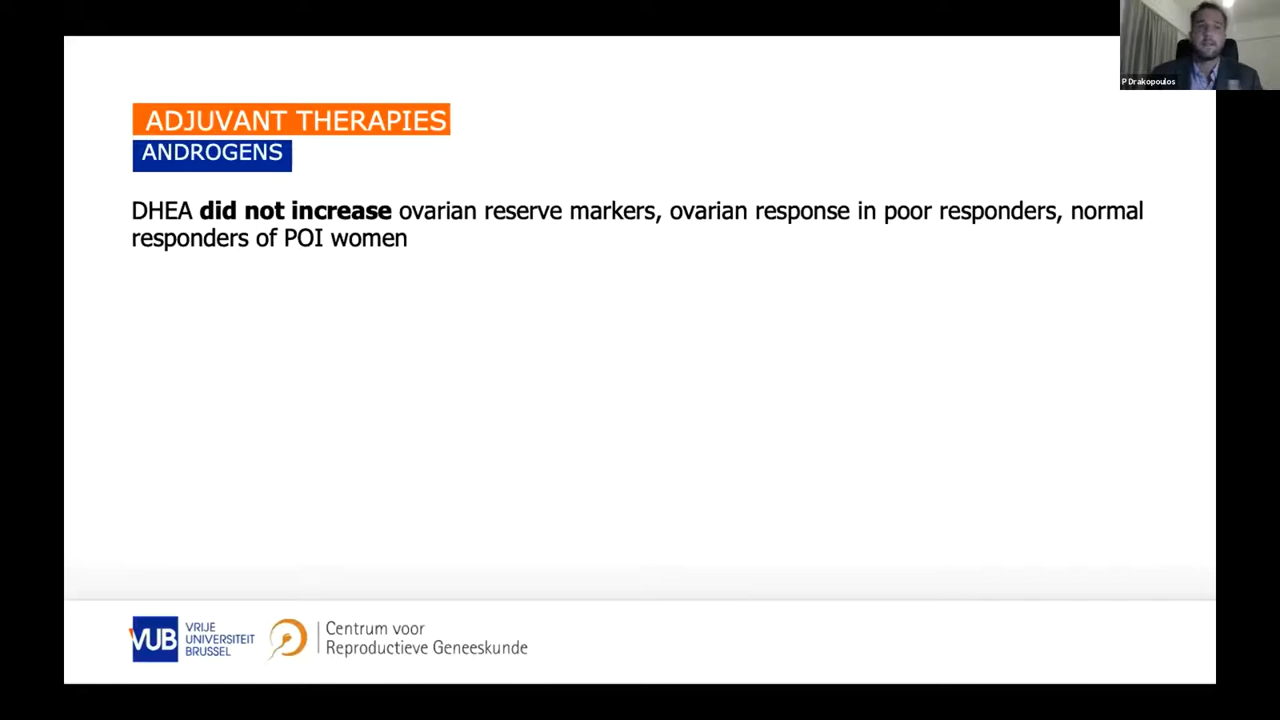 P Drakopoulos
ADJUVANT THERAPIES
ANDROGENS
DHEA did not increase ovarian reserve markers, ovarian response in poor responders, normal
responders of POI women
VUB
VRIJE
UNIVERSITEIT
BRUSSEL
Centrum voor
Reproductieve Geneeskunde